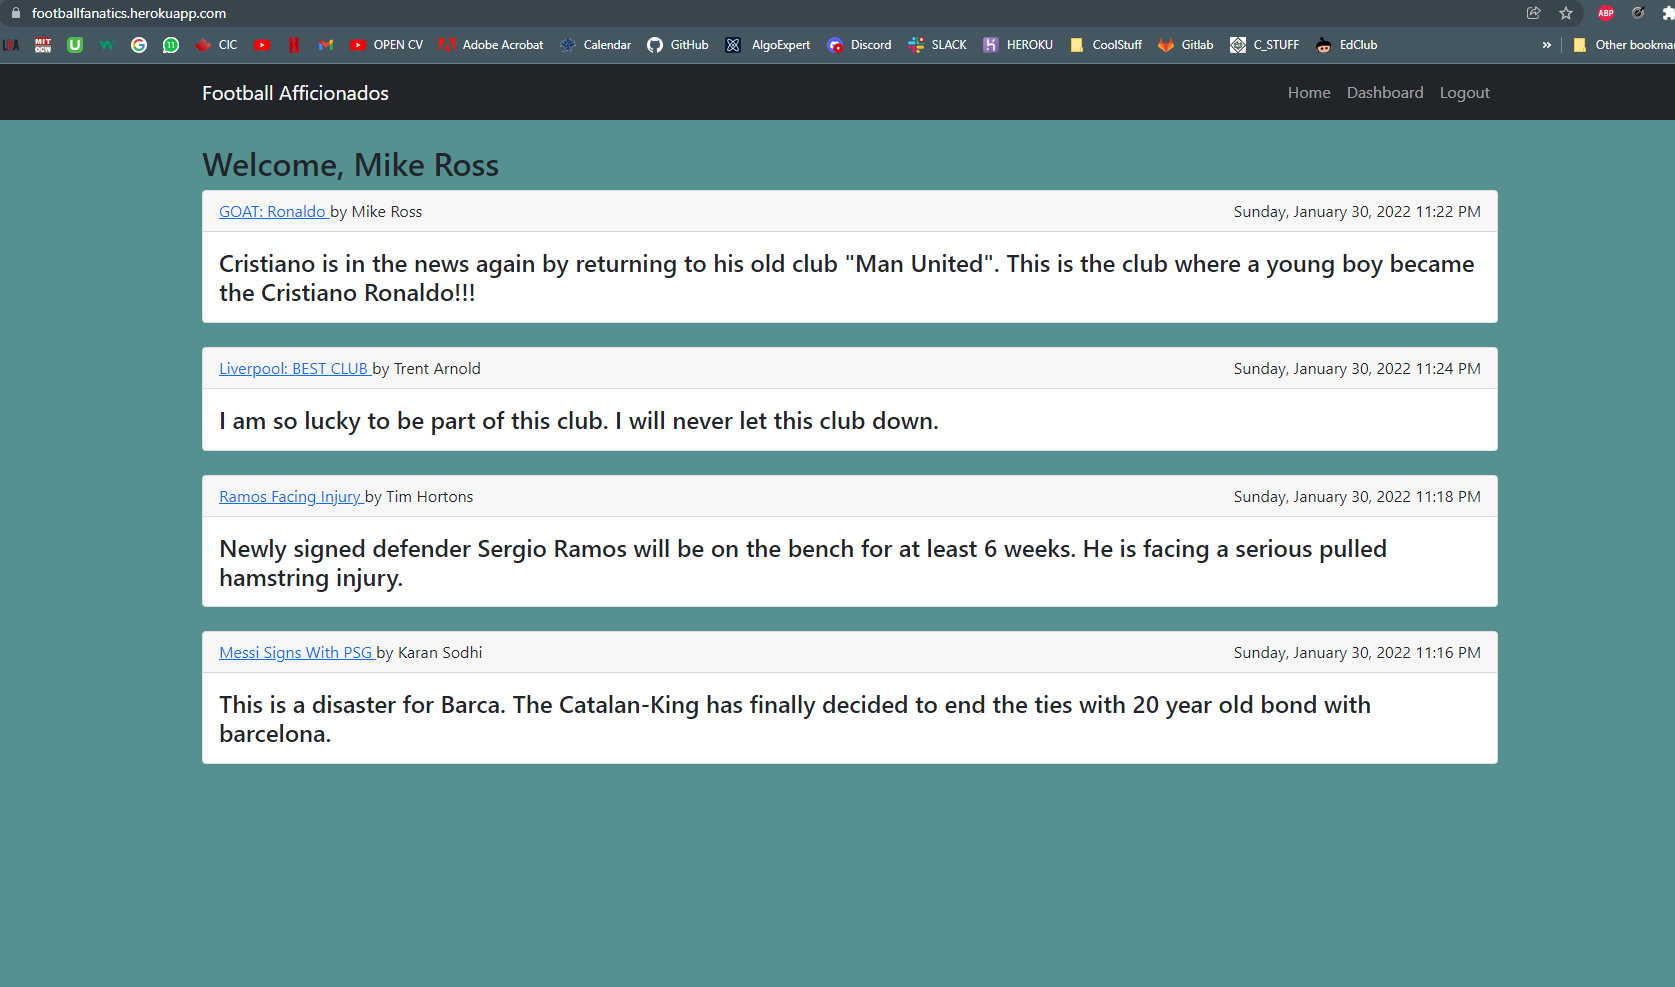 footballfanatics.herokuapp.com
ABP
LOA MIT OCW U W G 11 CIC N M OPEN CV Adobe Acrobat Calendar GitHub AlgoExpert Discord SLACK HEROKU CoolStuff Gitlab C_STUFF EdClub » Other bookmar
Football Afficionados Home Dashboard Logout
Welcome, Mike Ross
GOAT: Ronaldo by Mike Ross Sunday, January 30, 2022 11:22 PM
Cristiano is in the news again by returning to his old club "Man United". This is the club where a young boy became
the Cristiano Ronaldo!!!
Liverpool: BEST CLUB by Trent Arnold Sunday, January 30, 2022 11:24 PM
I am so lucky to be part of this club. I will never let this club down.
Ramos Facing Injury by Tim Hortons Sunday, January 30, 2022 11:18 PM
Newly signed defender Sergio Ramos will be on the bench for at least 6 weeks. He is facing a serious pulled
hamstring injury.
Messi Signs With PSG by Karan Sodhi Sunday, January 30, 2022 11:16 PM
This is a disaster for Barca. The Catalan-King has finally decided to end the ties with 20 year old bond with
barcelona.